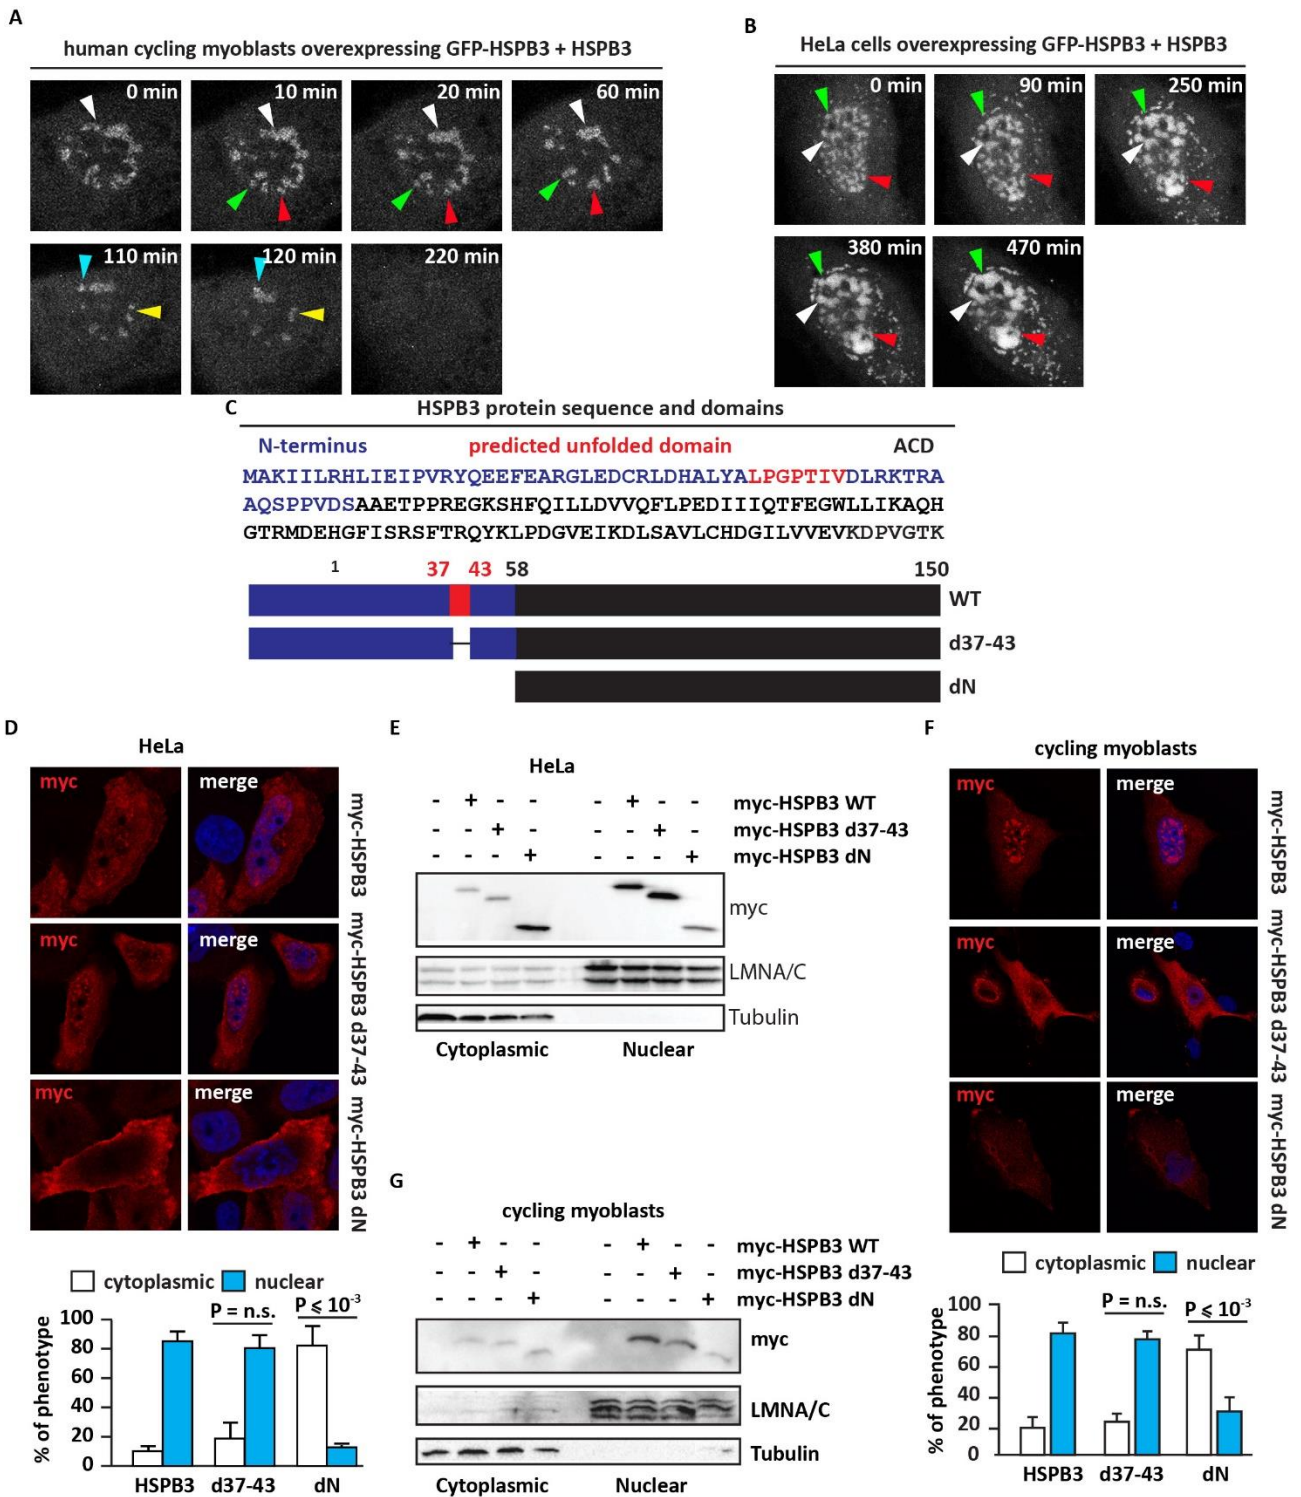 A
human cycling myoblasts overexpressing GFP-HSPB3 + HSPB3
0 min
10 min
20 min
60 min
110 min
120 min
220 min
B
HeLa cells overexpressing GFP-HSPB3 + HSPB3
0 min
90 min
250 min
380 min
470 min
C
HSPB3 protein sequence and domains
N-terminus predicted unfolded domain ACD
MAKIILRHLIEIPVRYQEEFEARGLEDCRLDHALYALPGPTIVDLRKTRA
AQSPPVDSAAETPPREGKSHFQILLDVVQFLPEDIIIQTFEGWLLIKAQH
GTRMDEHGFISRSFTRQYKLPDGVEIKDLSAVLCHDGILVVEVKDPVGTK
1 37 43 58 150
WT
d37-43
dN
D
HeLa
myc merge
myc-HSPB3
myc merge
myc-HSPB3 d37-43
myc merge
myc-HSPB3 dN
cytoplasmic nuclear
P = n.s. P ⩽ 10-3
% of phenotype
100
80
60
40
20
0
HSPB3 d37-43 dN
E
HeLa
- + - - - + - - myc-HSPB3 WT
- - + - - - + - myc-HSPB3 d37-43
- - - + - - - + myc-HSPB3 dN
myc
LMNA/C
Tubulin
Cytoplasmic Nuclear
F
cycling myoblasts
myc merge
myc-HSPB3
myc merge
myc-HSPB3 d37-43
myc merge
myc-HSPB3 dN
cytoplasmic nuclear
P = n.s. P ⩽ 10-3
% of phenotype
100
80
60
40
20
0
HSPB3 d37-43 dN
G
cycling myoblasts
- + - - - + - - myc-HSPB3 WT
- - + - - - + - myc-HSPB3 d37-43
- - - + - - - + myc-HSPB3 dN
myc
LMNA/C
Tubulin
Cytoplasmic Nuclear